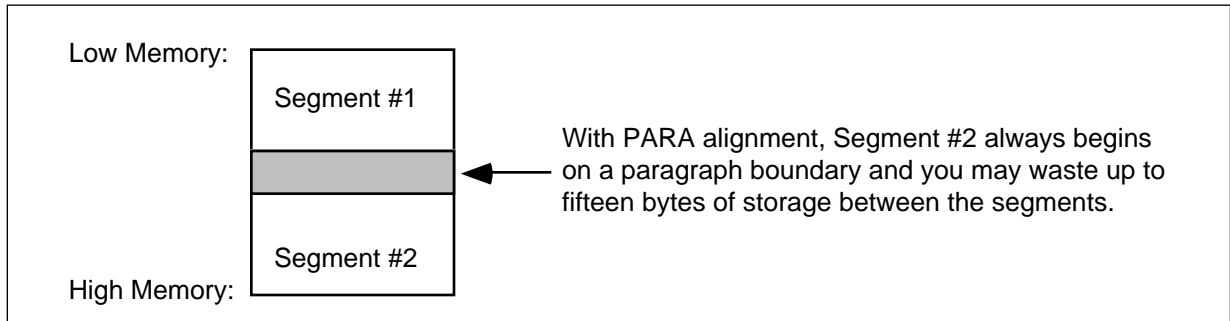 Low Memory:
Segment #1
With PARA alignment, Segment #2 always begins
on a paragraph boundary and you may waste up to
fifteen bytes of storage between the segments.
Segment #2
High Memory: